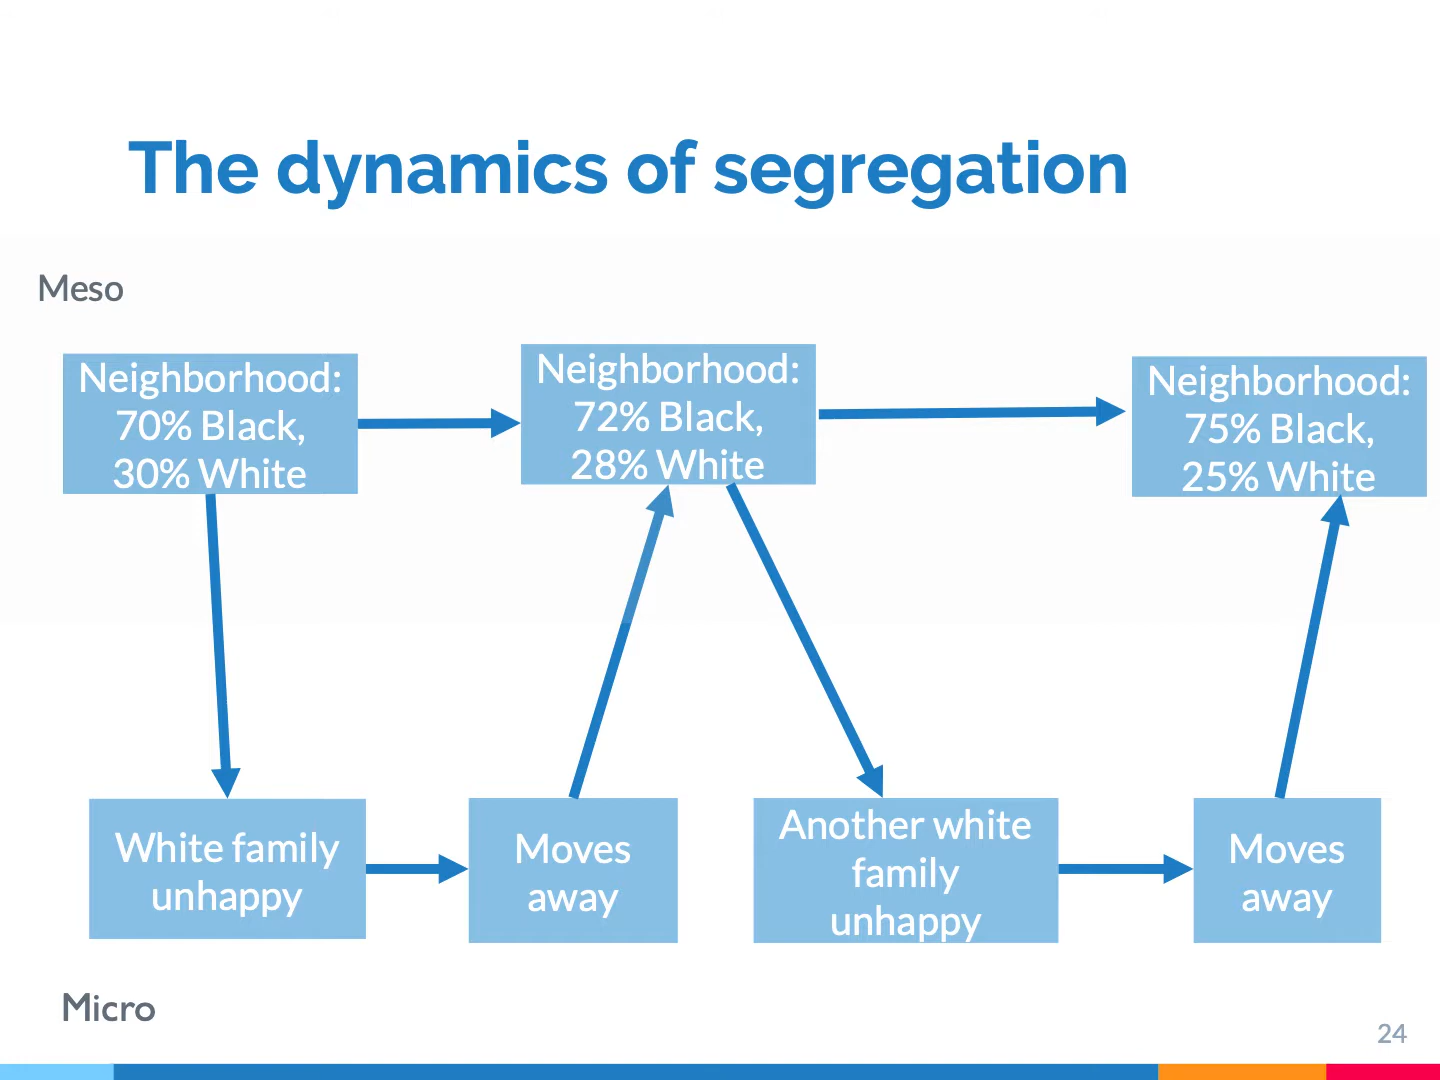 The dynamics of segregation
Meso
Neighborhood:
70% Black,
30% White
Neighborhood:
72% Black,
28% White
Neighborhood:
75% Black,
25% White
White family
unhappy
Moves
away
Another white
family
unhappy
Moves
away
Micro
24